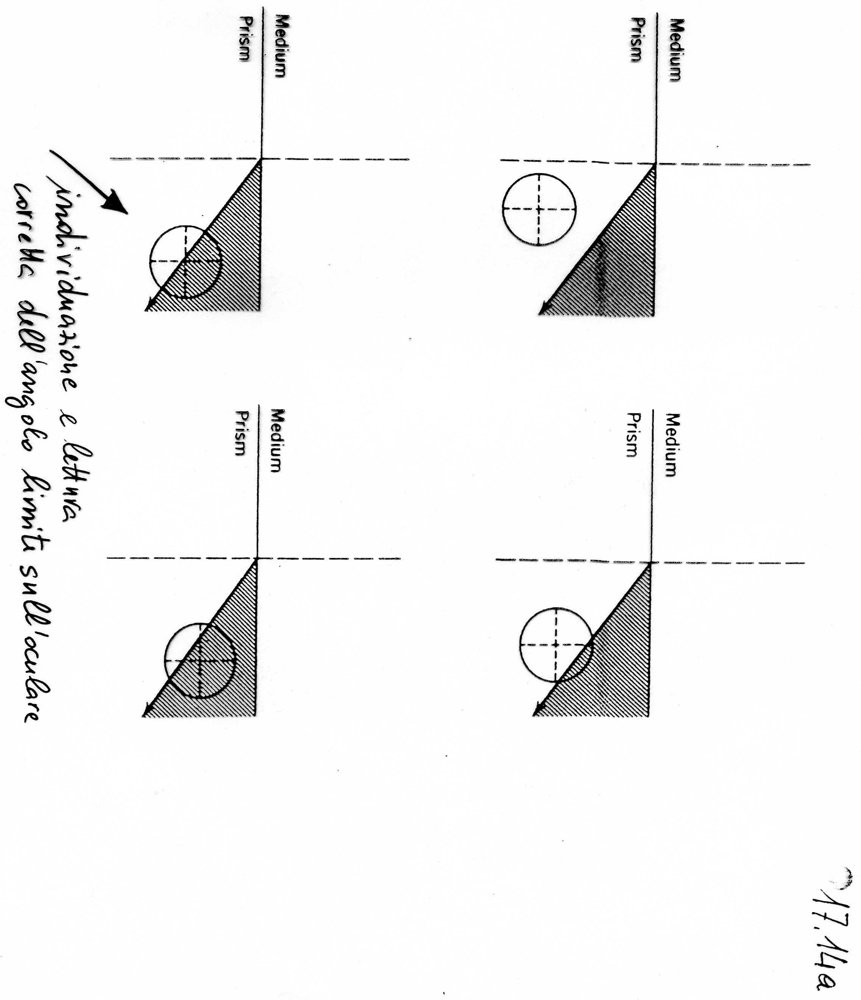 17.14a
Medium
Prism
Medium
Prism
Medium
Prism
Medium
Prism
individuazione e lettura
corretta dell'angolo limite sull'oculare